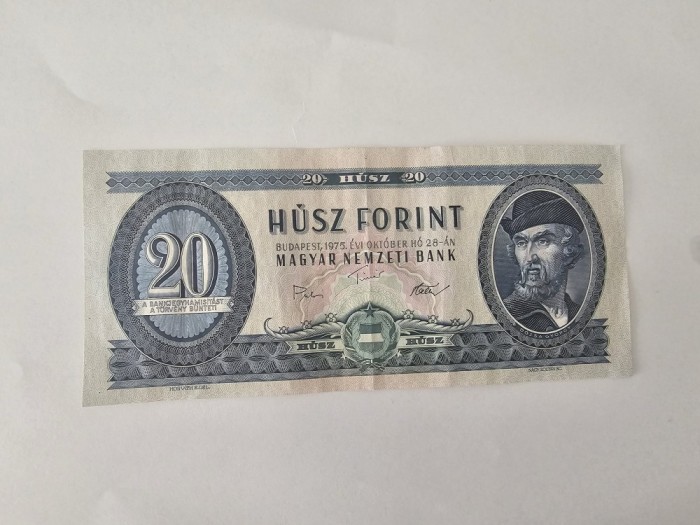 20 HÚSZ 20
HÚSZ FORINT
BUDAPEST, 1975. ÉVI OKTÓBER HÓ 28-ÁN
MAGYAR NEMZETI BANK
20
A BANKJEGYHAMISÍTÁST
A TÖRVÉNY BÜNTETI
HÚSZ HÚSZ